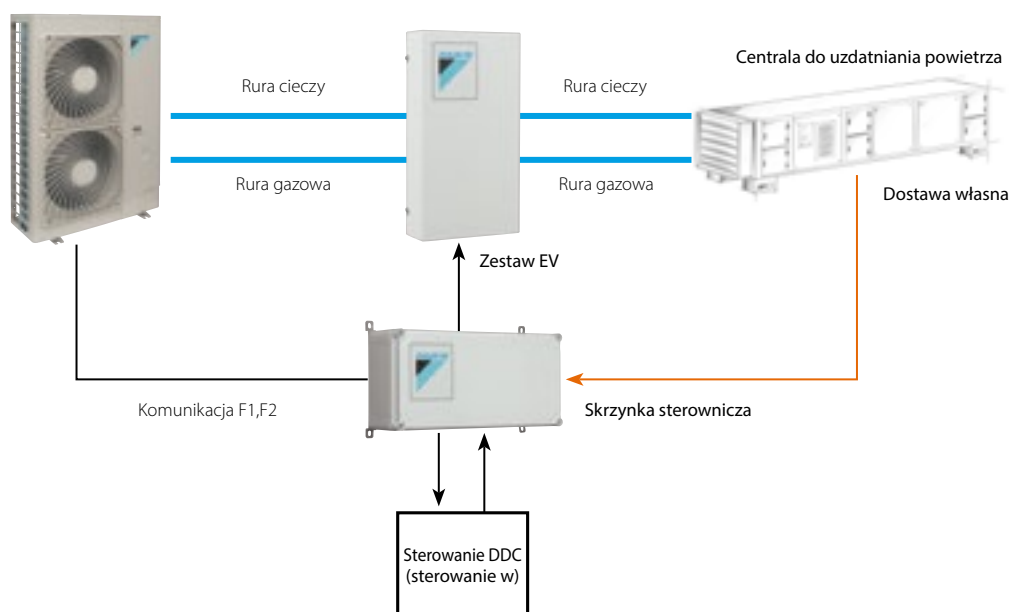 Centrala do uzdatniania powietrza
Rura cieczy
Rura cieczy
Rura gazowa
Rura gazowa
Dostawa własna
Zestaw EV
Komunikacja F1,F2
Skrzynka sterownicza
Sterowanie DDC
(sterowanie w)